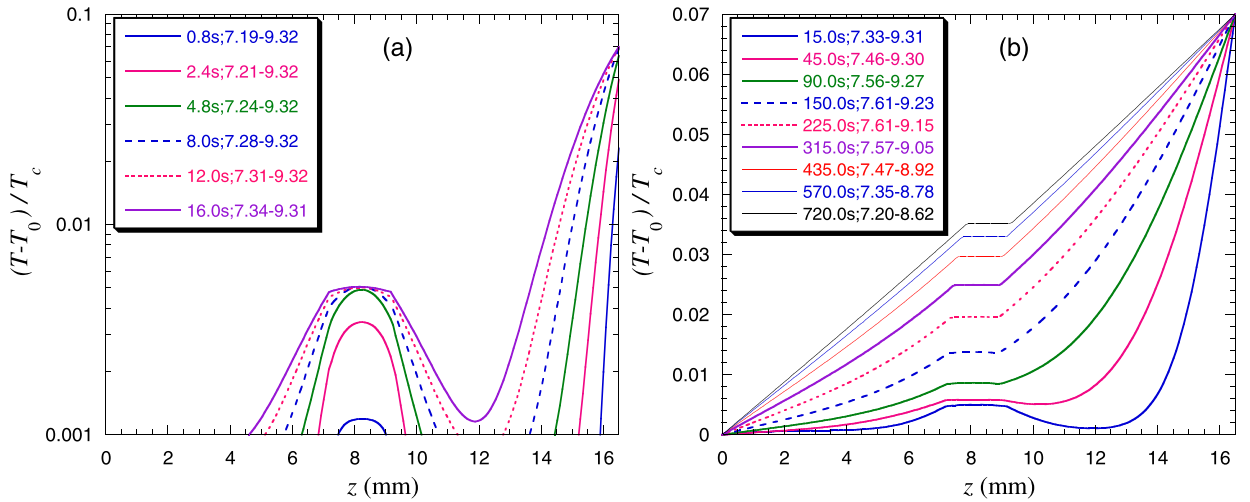 (a)
0.8s;7.19-9.32
2.4s;7.21-9.32
4.8s;7.24-9.32
8.0s;7.28-9.32
12.0s;7.31-9.32
16.0s;7.34-9.31
(T-T0)/Tc
0.1
0.01
0.001
0 2 4 6 8 10 12 14 16
z (mm)
(b)
15.0s;7.33-9.31
45.0s;7.46-9.30
90.0s;7.56-9.27
150.0s;7.61-9.23
225.0s;7.61-9.15
315.0s;7.57-9.05
435.0s;7.47-8.92
570.0s;7.35-8.78
720.0s;7.20-8.62
(T-T0)/Tc
0.07
0.06
0.05
0.04
0.03
0.02
0.01
0
0 2 4 6 8 10 12 14 16
z (mm)